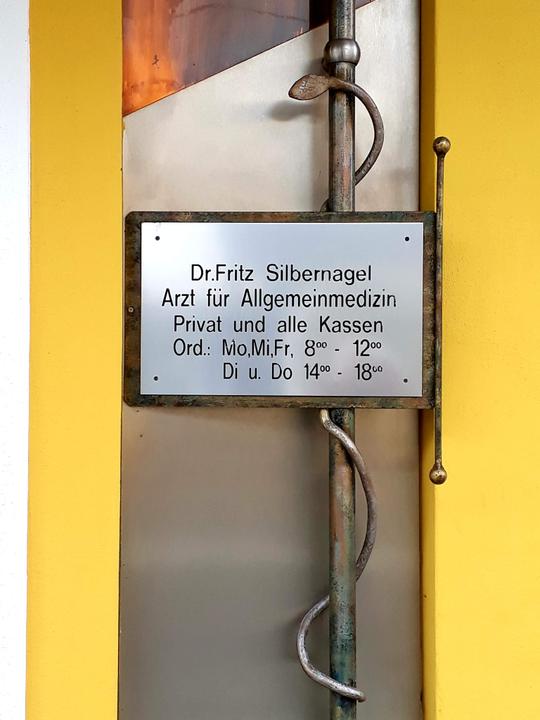 Dr.Fritz Silbernagel
Arzt für Allgemeinmedizin
Privat und alle Kassen
Ord.: Mo,Mi,Fr, 8⁰⁰ - 12⁰⁰
Di u. Do 14⁰⁰ - 18⁰⁰